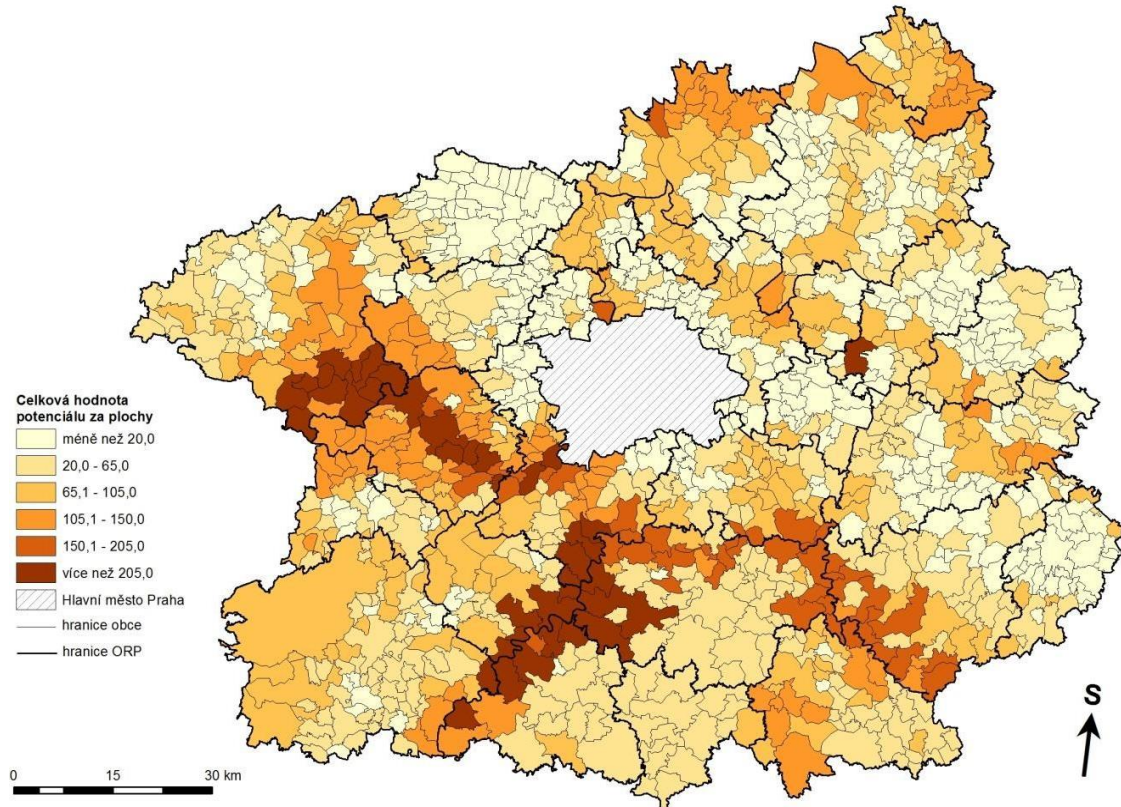 Celková hodnota
potenciálu za plochy
méně než 20,0
20,0 - 65,0
65,1 - 105,0
105,1 - 150,0
150,1 - 205,0
více než 205,0
Hlavní město Praha
hranice obce
hranice ORP
0 15 30 km
S